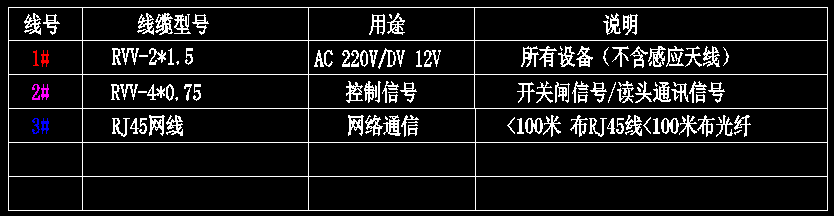 线号 线缆型号 用途 说明
1# RVV-2*1.5 AC 220V/DV 12V 所有设备（不含感应天线）
2# RVV-4*0.75 控制信号 开关闸信号/读头通讯信号
3# RJ45网线 网络通信 <100米 布RJ45线<100米布光纤